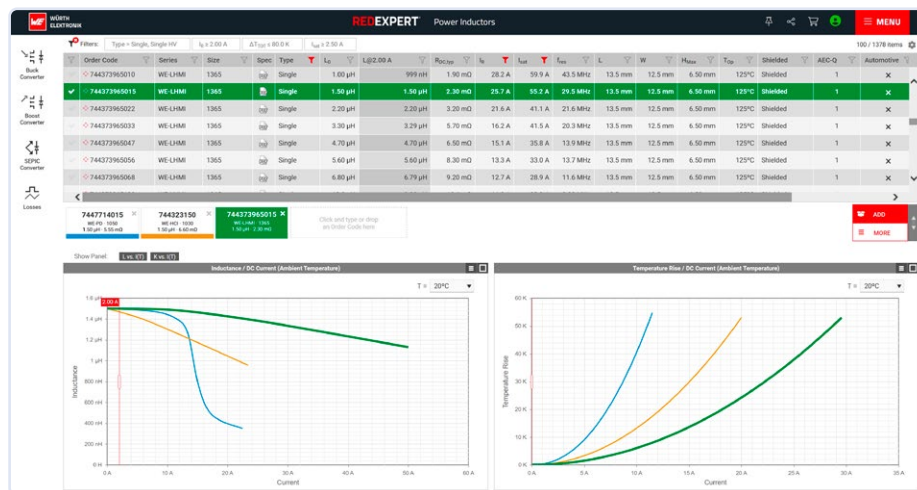 WÜRTH ELEKTRONIK
REDEXPERT Power Inductors
MENU
Filters: Type = Single, Single HV
100 / 1378 items
Order Code Series Size Spec Type L0 L@2.00 A RDC,typ IR Isat fres L W HMax TOp Shielded AEC-Q Automotive
744373965010 WE-LHMI 1365 Single 1.00 µH 999 nH 1.90 mΩ 28.2 A 59.9 A 43.5 MHz 13.5 mm 12.5 mm 6.50 mm 125°C Shielded 1 ×
744373965015 WE-LHMI 1365 Single 1.50 µH 1.50 µH 2.30 mΩ 25.7 A 55.2 A 29.5 MHz 13.5 mm 12.5 mm 6.50 mm 125°C Shielded 1 ×
744373965022 WE-LHMI 1365 Single 2.20 µH 2.20 µH 3.20 mΩ 21.6 A 41.1 A 21.6 MHz 13.5 mm 12.5 mm 6.50 mm 125°C Shielded 1 ×
744373965033 WE-LHMI 1365 Single 3.30 µH 3.29 µH 5.70 mΩ 16.2 A 41.5 A 20.3 MHz 13.5 mm 12.5 mm 6.50 mm 125°C Shielded 1 ×
744373965047 WE-LHMI 1365 Single 4.70 µH 4.70 µH 6.50 mΩ 15.1 A 35.8 A 13.9 MHz 13.5 mm 12.5 mm 6.50 mm 125°C Shielded 1 ×
744373965056 WE-LHMI 1365 Single 5.60 µH 5.60 µH 8.30 mΩ 13.3 A 33.0 A 13.7 MHz 13.5 mm 12.5 mm 6.50 mm 125°C Shielded 1 ×
744373965068 WE-LHMI 1365 Single 6.80 µH 6.79 µH 9.20 mΩ 12.7 A 28.9 A 11.6 MHz 13.5 mm 12.5 mm 6.50 mm 125°C Shielded 1 ×
Buck
Converter
Boost
Converter
SEPIC
Converter
Losses
7447714015 744323150 744373965015
WE-PD · 1050 WE-HCI · 1030 WE-LHMI · 1365
1.50 µH · 5.55 mΩ 1.50 µH · 6.60 mΩ 1.50 µH · 2.30 mΩ
Click and type or drop
an Order Code here
ADD
MORE
Show Panel: L vs. I(T) K vs. I(T)
Inductance / DC Current (Ambient Temperature)
T = 20°C
1.6 µH
2.00 A
1.4 µH
1.2 µH
1 µH
800 nH
600 nH
400 nH
200 nH
0 H
Inductance
0 A 10 A 20 A 30 A 40 A 50 A 60 A
Current
Temperature Rise / DC Current (Ambient Temperature)
T = 20°C
60 K
50 K
40 K
30 K
20 K
10 K
0 K
Temperature Rise
0 A 5 A 10 A 15 A 20 A 25 A 30 A 35 A
Current